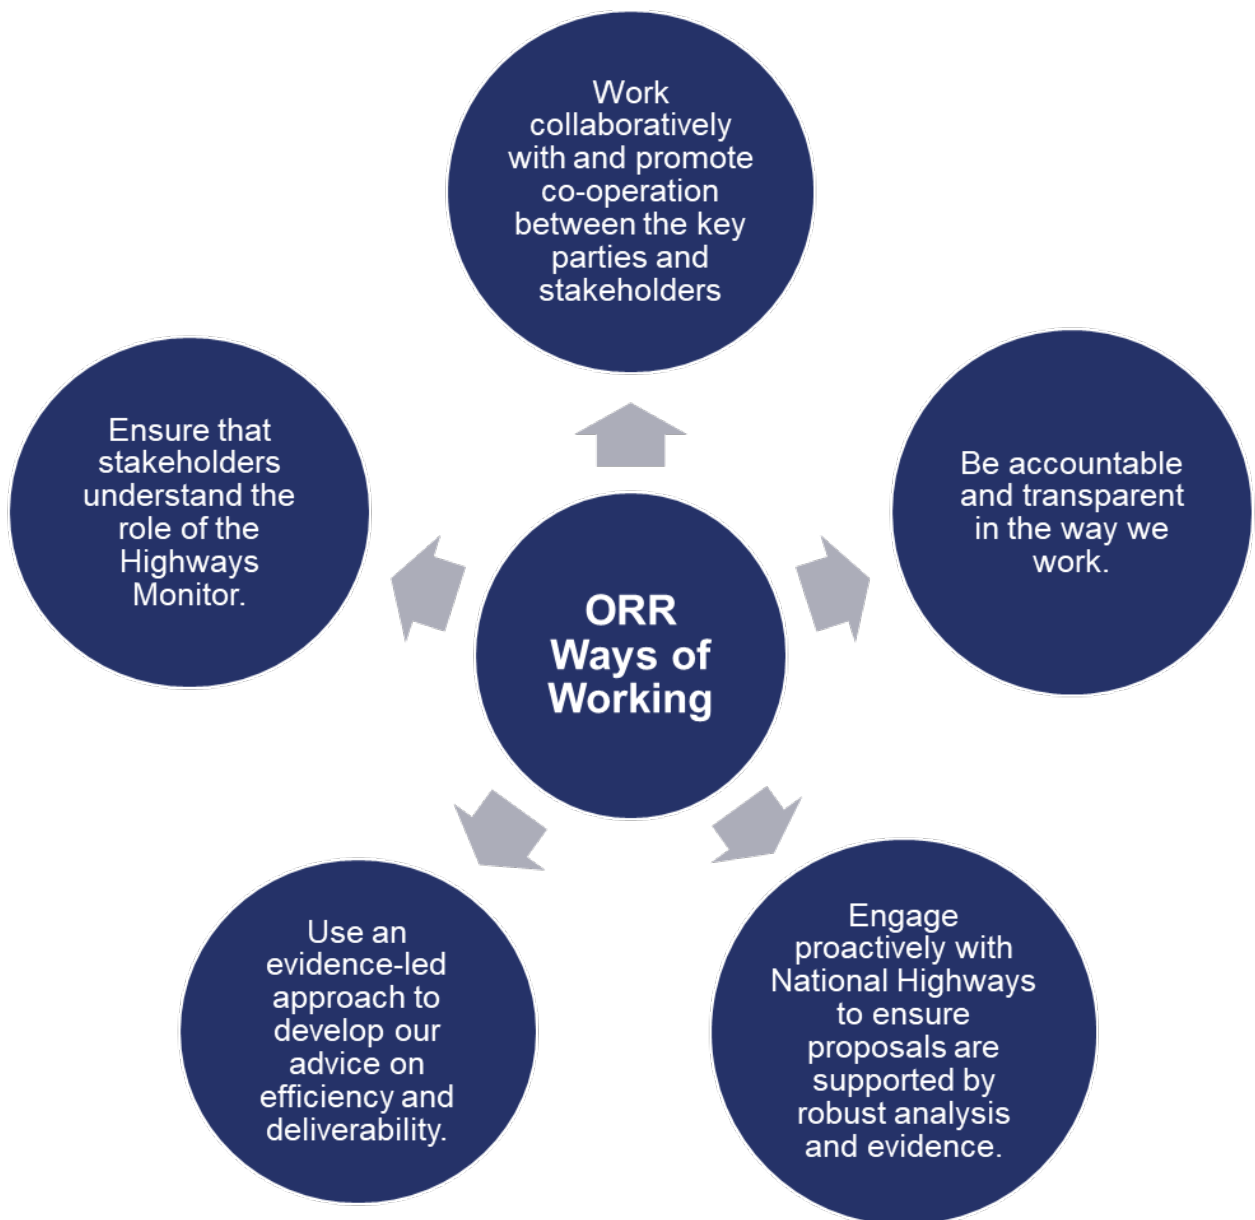 Work
collaboratively
with and promote
co-operation
between the key
parties and
stakeholders
Ensure that
stakeholders
understand the
role of the
Highways
Monitor.
Be accountable
and transparent
in the way we
work.
ORR
Ways of
Working
Use an
evidence-led
approach to
develop our
advice on
efficiency and
deliverability.
Engage
proactively with
National Highways
to ensure
proposals are
supported by
robust analysis
and evidence.